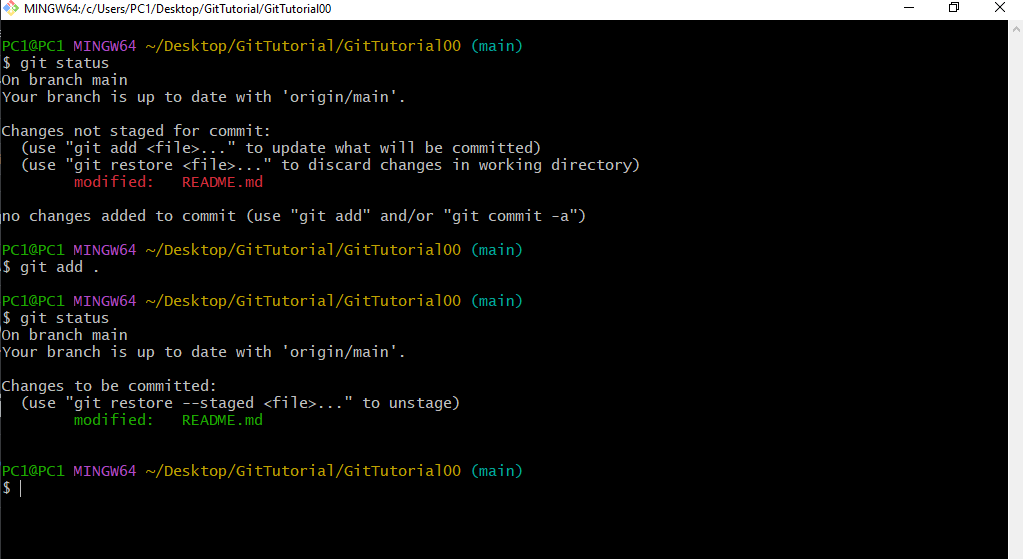 MINGW64:/c/Users/PC1/Desktop/GitTutorial/GitTutorial00
PC1@PC1 MINGW64 ~/Desktop/GitTutorial/GitTutorial00 (main)
$ git status
On branch main
Your branch is up to date with 'origin/main'.
Changes not staged for commit:
  (use "git add <file>..." to update what will be committed)
  (use "git restore <file>..." to discard changes in working directory)
        modified:   README.md
no changes added to commit (use "git add" and/or "git commit -a")
PC1@PC1 MINGW64 ~/Desktop/GitTutorial/GitTutorial00 (main)
$ git add .
PC1@PC1 MINGW64 ~/Desktop/GitTutorial/GitTutorial00 (main)
$ git status
On branch main
Your branch is up to date with 'origin/main'.
Changes to be committed:
  (use "git restore --staged <file>..." to unstage)
        modified:   README.md
PC1@PC1 MINGW64 ~/Desktop/GitTutorial/GitTutorial00 (main)
$